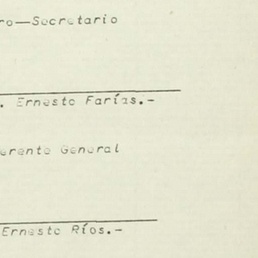 ro—Secretario
. Ernesto Farías.-
erente General
Ernesto Ríos.-